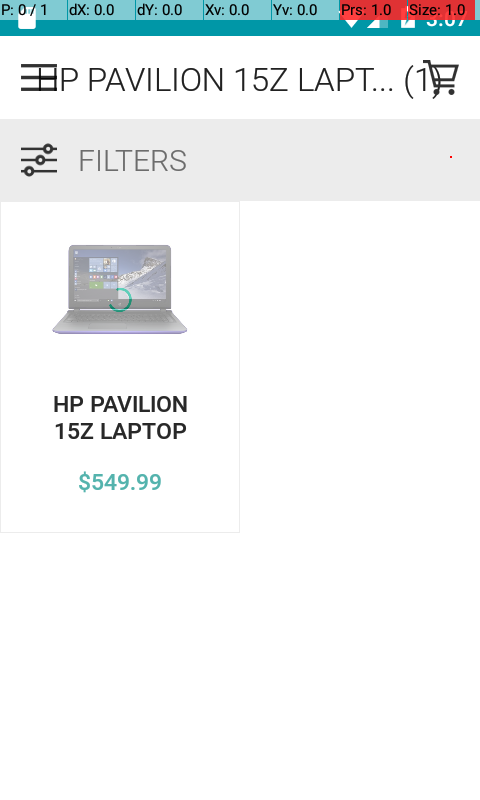 P: 0 / 1 dX: 0.0 dY: 0.0 Xv: 0.0 Yv: 0.0 Prs: 1.0 Size: 1.0
HP PAVILION 15Z LAPT... (1)
FILTERS
HP PAVILION
15Z LAPTOP
$549.99